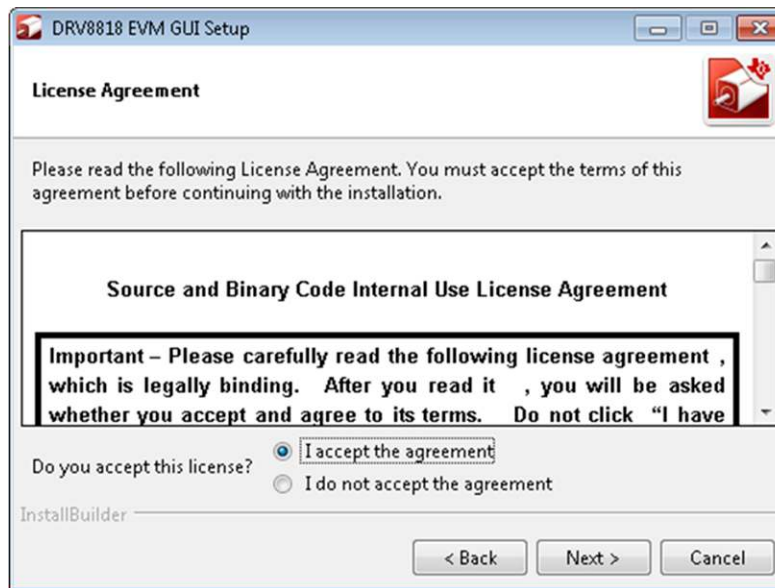 DRV8818 EVM GUI Setup
License Agreement
Please read the following License Agreement. You must accept the terms of this
agreement before continuing with the installation.
Source and Binary Code Internal Use License Agreement
Important – Please carefully read the following license agreement ,
which is legally binding.   After you read it   , you will be asked
whether you accept and agree to its terms.   Do not click  “I have
Do you accept this license?
I accept the agreement
I do not accept the agreement
InstallBuilder
< Back
Next >
Cancel